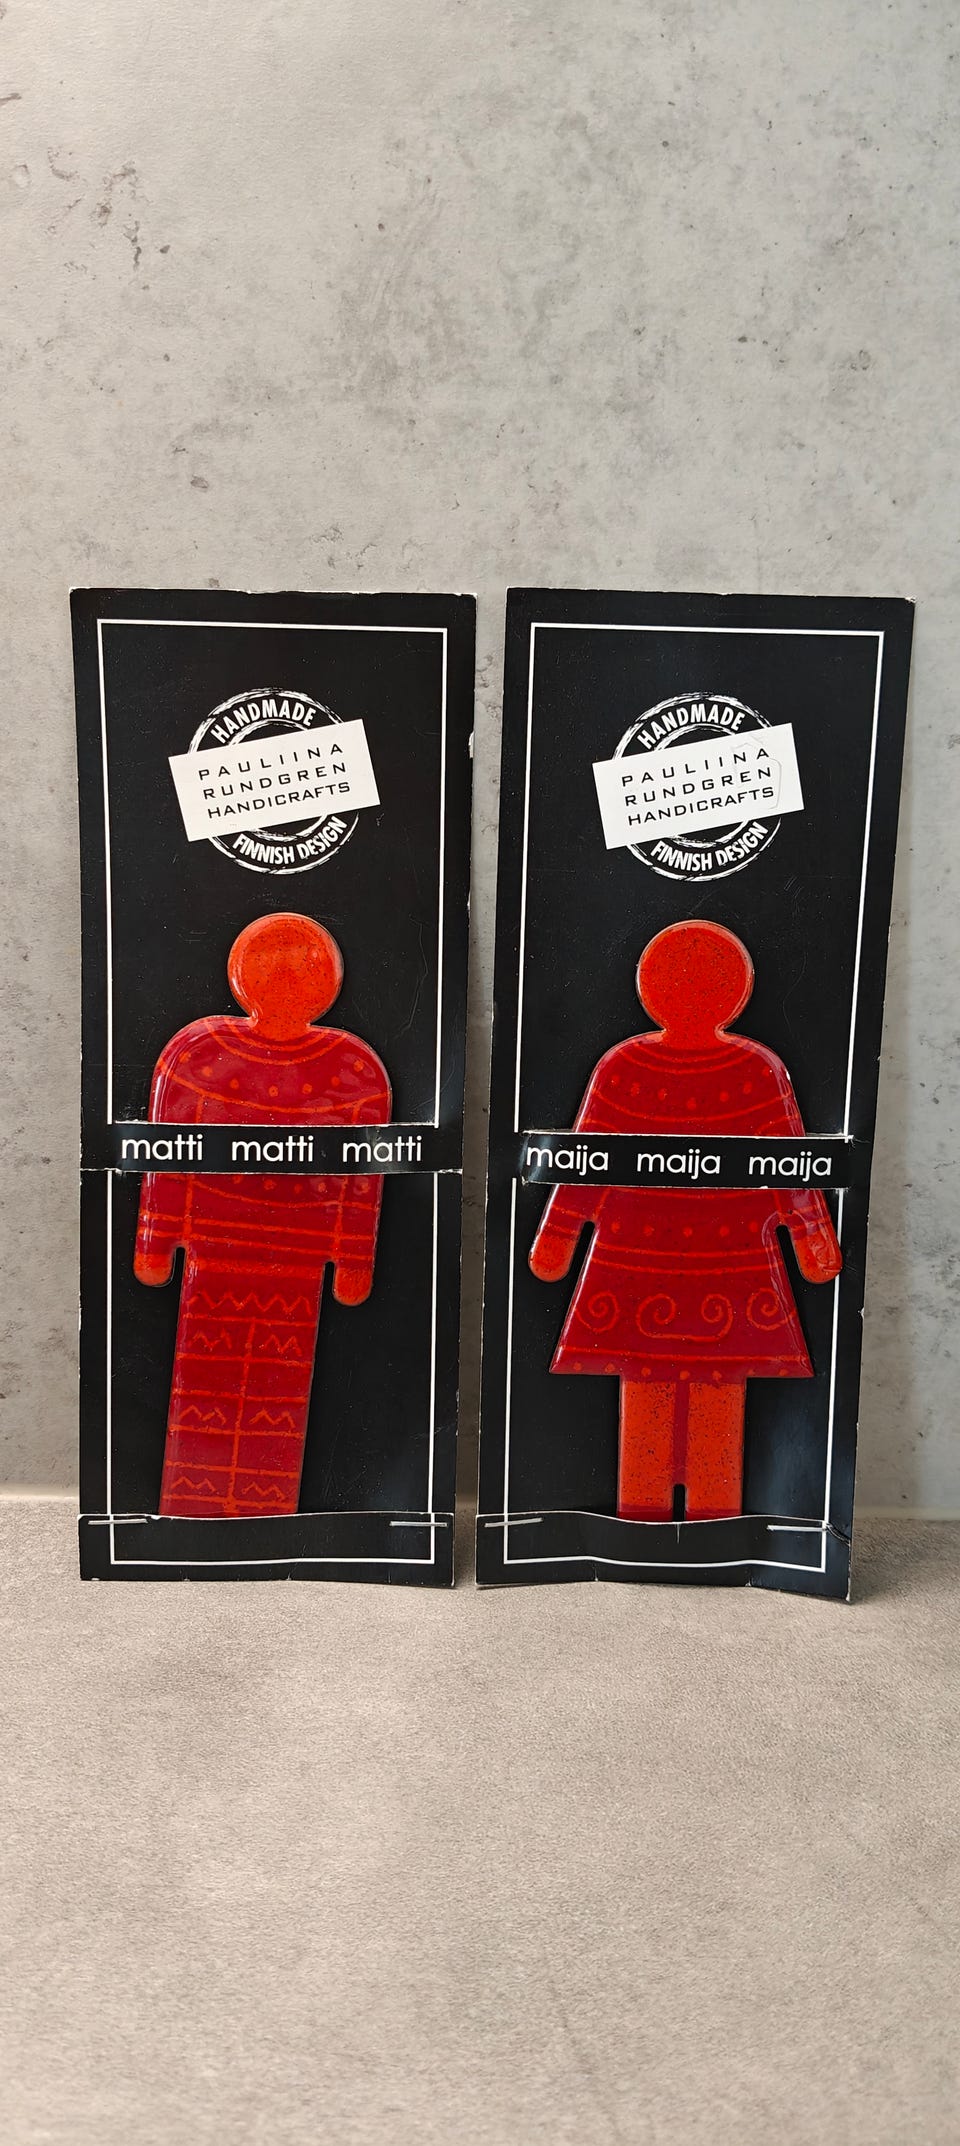 HANDMADE
PAULIINA
RUNDGREN
HANDICRAFTS
FINNISH DESIGN
matti matti matti
HANDMADE
PAULIINA
RUNDGREN
HANDICRAFTS
FINNISH DESIGN
maija maija maija